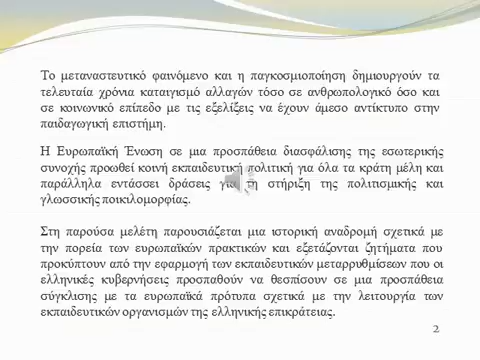 Το μεταναστευτικό φαινόμενο και η παγκοσμιοποίηση δημιουργούν τα
τελευταία χρόνια καταιγισμό αλλαγών τόσο σε ανθρωπολογικό όσο και
σε κοινωνικό επίπεδο με τις εξελίξεις να έχουν άμεσο αντίκτυπο στην
παιδαγωγική επιστήμη.
Η Ευρωπαϊκή Ένωση σε μια προσπάθεια διασφάλισης της εσωτερικής
συνοχής προωθεί κοινή εκπαιδευτική πολιτική για όλα τα κράτη μέλη και
παράλληλα εντάσσει δράσεις για τη στήριξη της πολιτισμικής και
γλωσσικής ποικιλομορφίας.
Στη παρούσα μελέτη παρουσιάζεται μια ιστορική αναδρομή σχετικά με
την πορεία των ευρωπαϊκών πρακτικών και εξετάζονται ζητήματα που
προκύπτουν από την εφαρμογή των εκπαιδευτικών μεταρρυθμίσεων που οι
ελληνικές κυβερνήσεις προσπαθούν να θεσπίσουν σε μια προσπάθεια
σύγκλισης με τα ευρωπαϊκά πρότυπα σχετικά με την λειτουργία των
εκπαιδευτικών οργανισμών της ελληνικής επικράτειας.
2